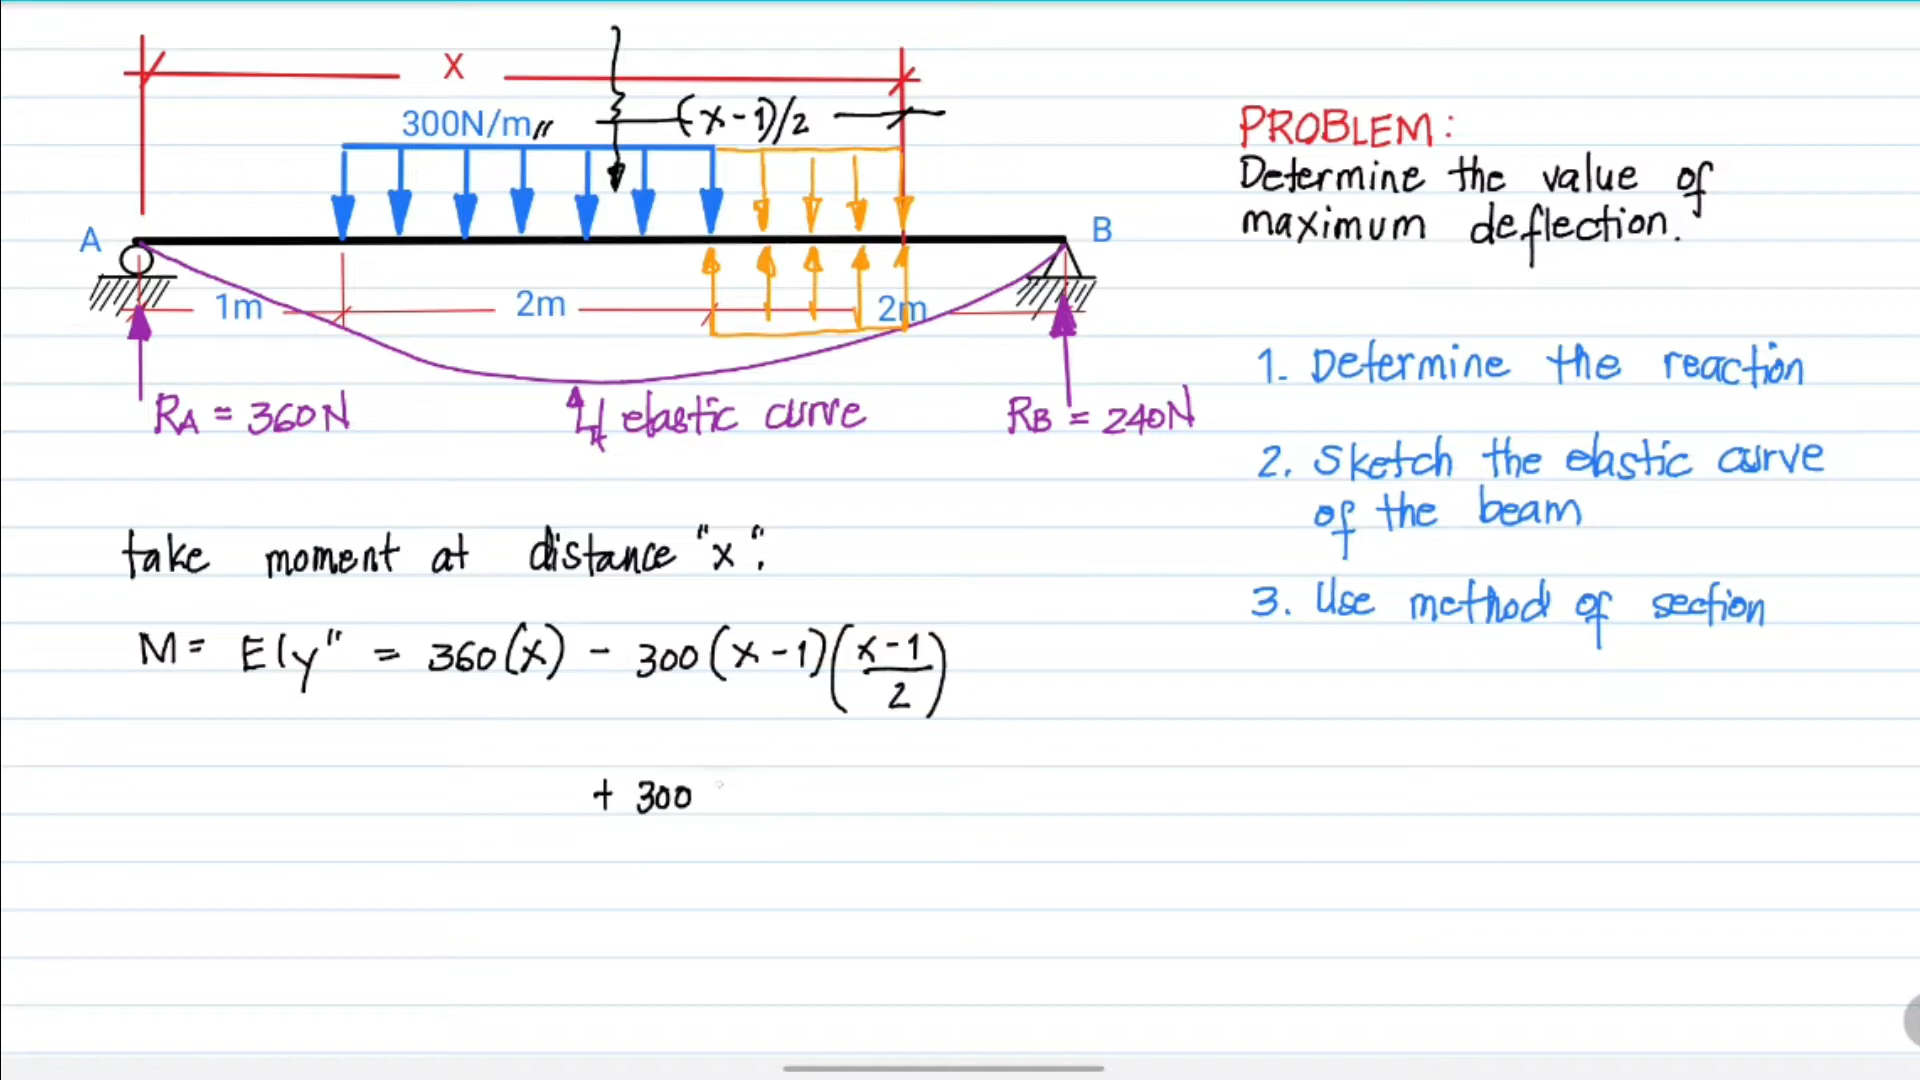 X
300N/m,,
(x-1)/2
A
B
1m
2m
2m
RA = 360N
elastic curve
RB = 240N
PROBLEM:
Determine the value of
maximum deflection.
1. Determine the reaction
2. Sketch the elastic curve
of the beam
3. Use method of section
take moment at distance "x":
M = EIy" = 360(x) - 300(x-1)(x-1/2)
+ 300